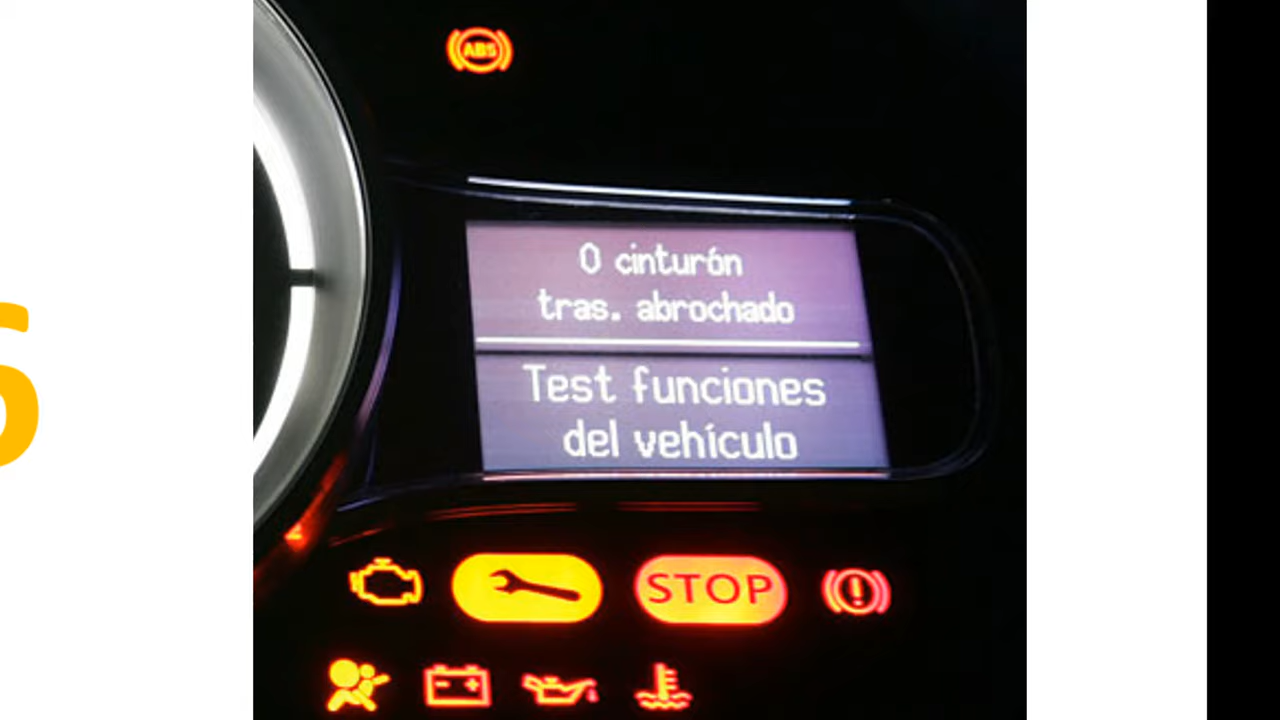 ABS
0 cinturón
tras. abrochado
Test funciones
del vehículo
STOP